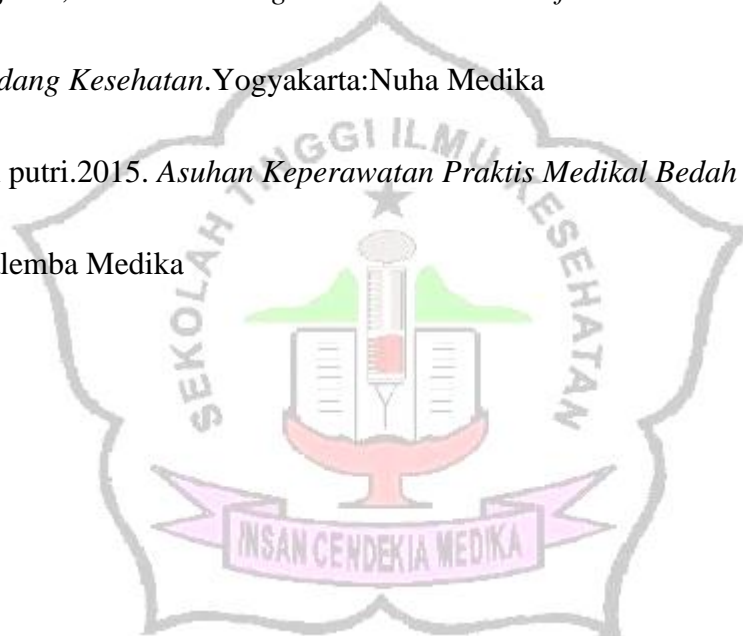 dang Kesehatan.Yogyakarta:Nuha Medika
putri.2015. Asuhan Keperawatan Praktis Medikal Bedah
lemba Medika
SEKOLAH TINGGI ILMU KESEHATAN
INSAN CENDEKIA MEDIKA